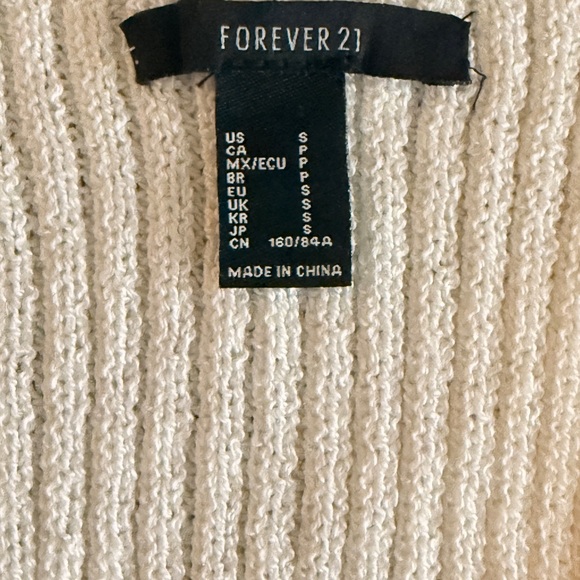 FOREVER 21
US S
CA P
MX/ECU P
BR P
EU S
UK S
KR S
JP S
CN 160/84A
MADE IN CHINA